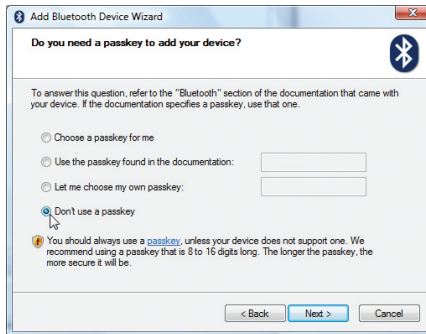 Add Bluetooth Device Wizard
Do you need a passkey to add your device?
To answer this question, refer to the "Bluetooth" section of the documentation that came with
your device. If the documentation specifies a passkey, use that one.
Choose a passkey for me
Use the passkey found in the documentation:
Let me choose my own passkey:
Don't use a passkey
You should always use a passkey, unless your device does not support one. We
recommend using a passkey that is 8 to 16 digits long. The longer the passkey, the
more secure it will be.
< Back Next > Cancel